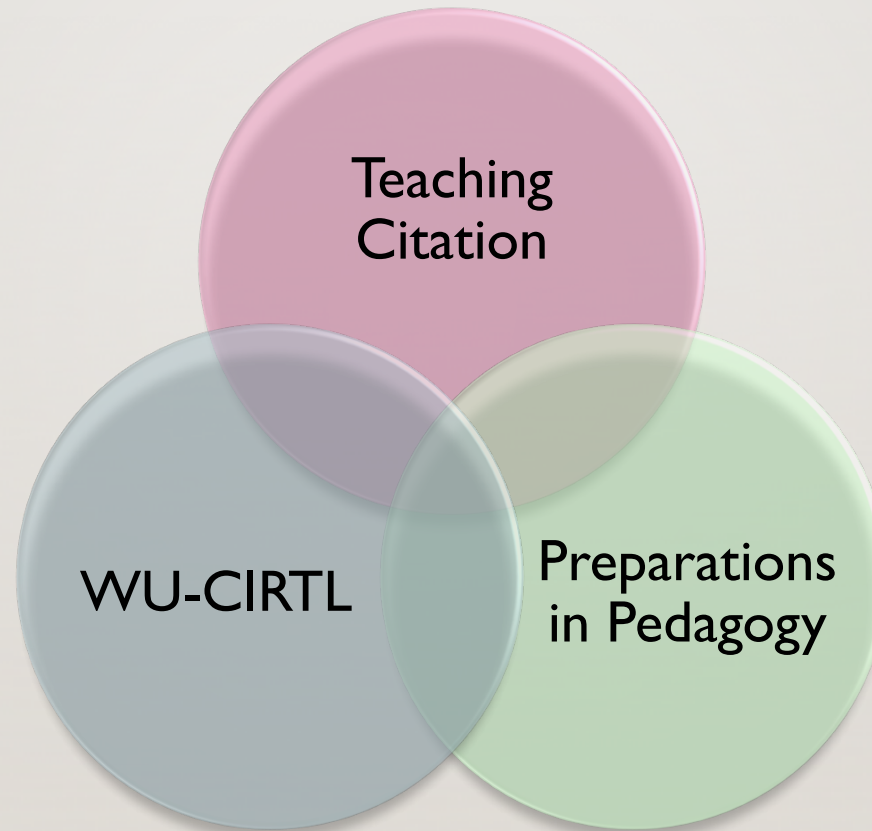 Teaching
Citation
WU-CIRTL
Preparations
in Pedagogy